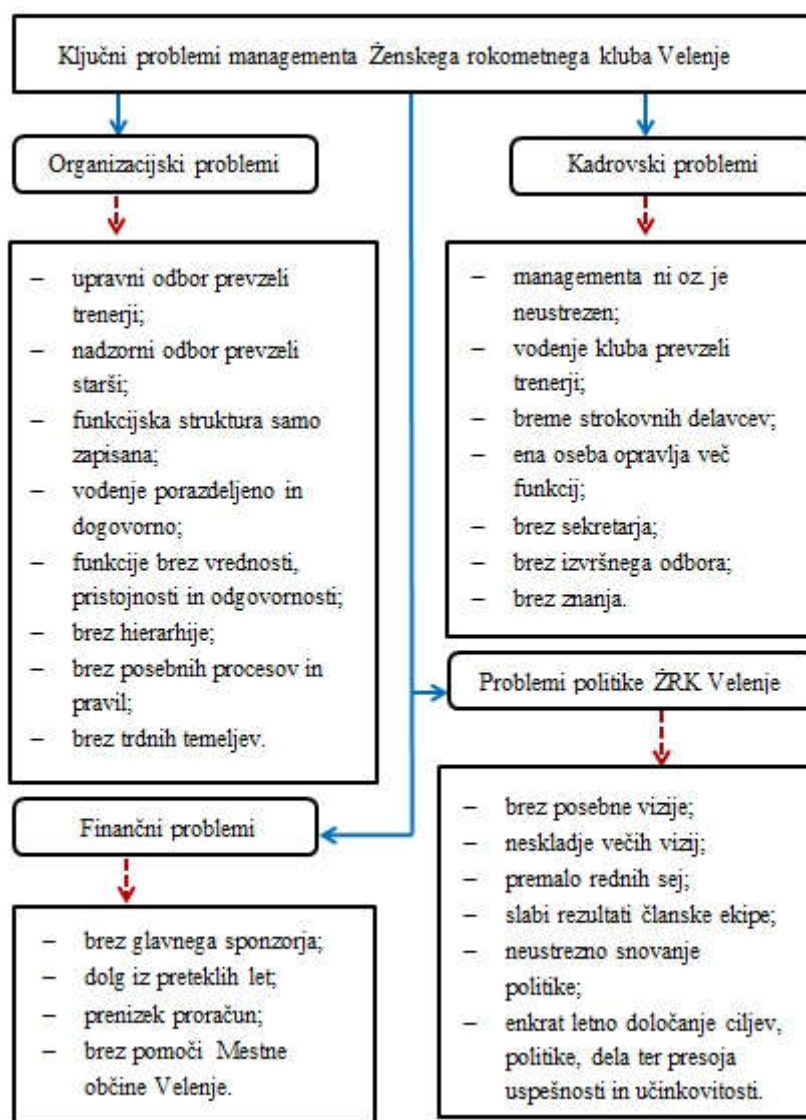 Ključni problemi managementa Ženskega rokometnega kluba Velenje
Organizacijski problemi
– upravni odbor prevzeli
trenerji;
– nadzorni odbor prevzeli
starši;
– funkcijska struktura samo
zapisana;
– vodenje porazdeljeno in
dogovorno;
– funkcije brez vrednosti,
pristojnosti in odgovornosti;
– brez hierarhije;
– brez posebnih procesov in
pravil;
– brez trdnih temeljev.
Kadrovski problemi
– managementa ni oz. je
neustrezen;
– vodenje kluba prevzeli
trenerji;
– breme strokovnih delavcev;
– ena oseba opravlja več
funkcij;
– brez sekretarja;
– brez izvršnega odbora;
– brez znanja.
Finančni problemi
– brez glavnega sponzorja;
– dolg iz preteklih let;
– prenizek proračun;
– brez pomoči Mestne
občine Velenje.
Problemi politike ŽRK Velenje
– brez posebne vizije;
– neskladje večih vizij;
– premalo rednih sej;
– slabi rezultati članske ekipe;
– neustrezno snovanje
politike;
– enkrat letno določanje ciljev,
politike, dela ter presoja
uspešnosti in učinkovitosti.